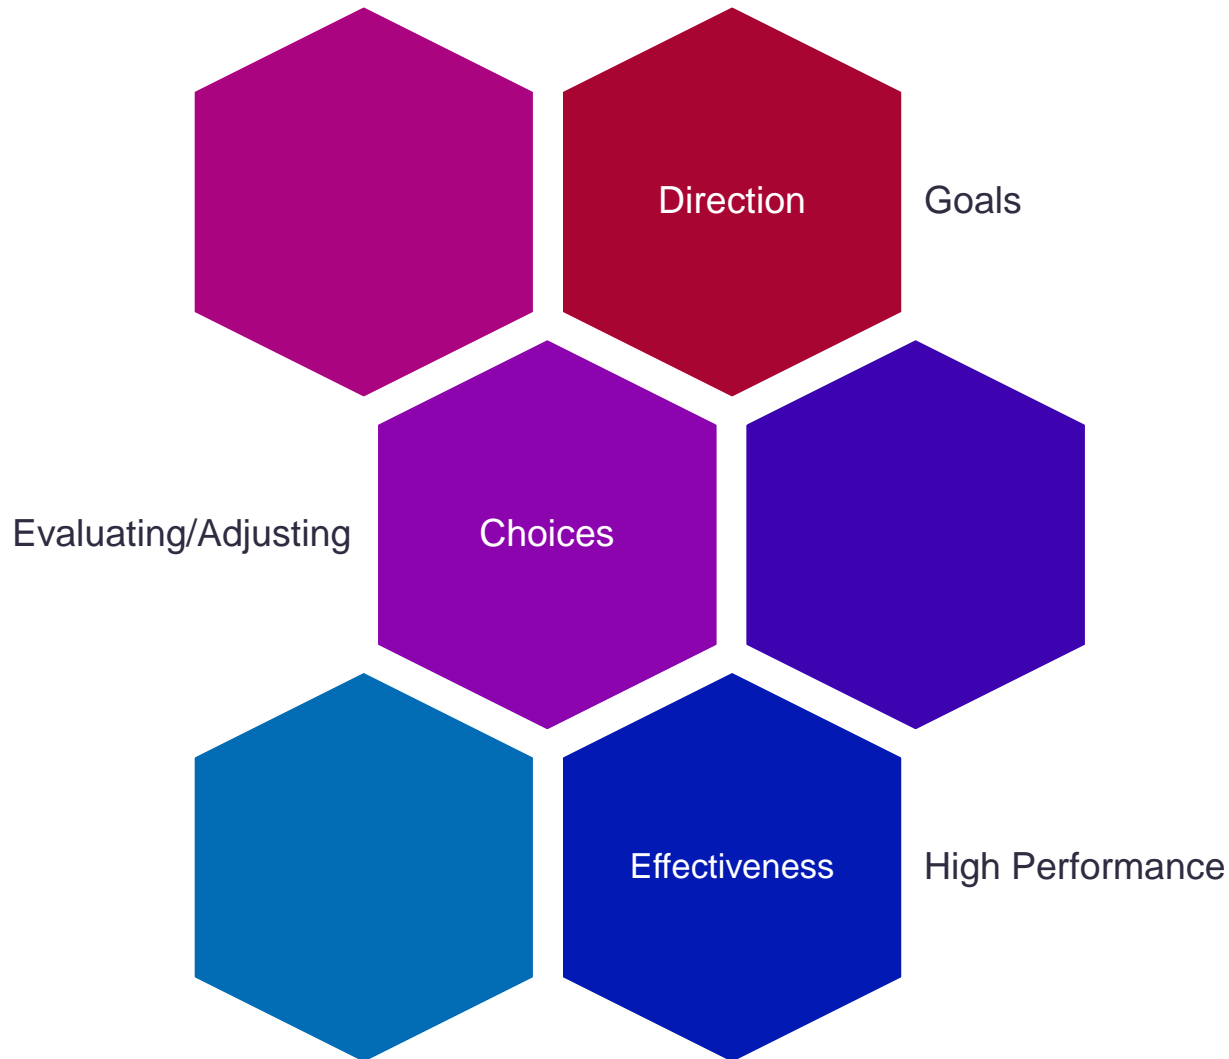 Direction
Goals
Evaluating/Adjusting
Choices
Effectiveness
High Performance